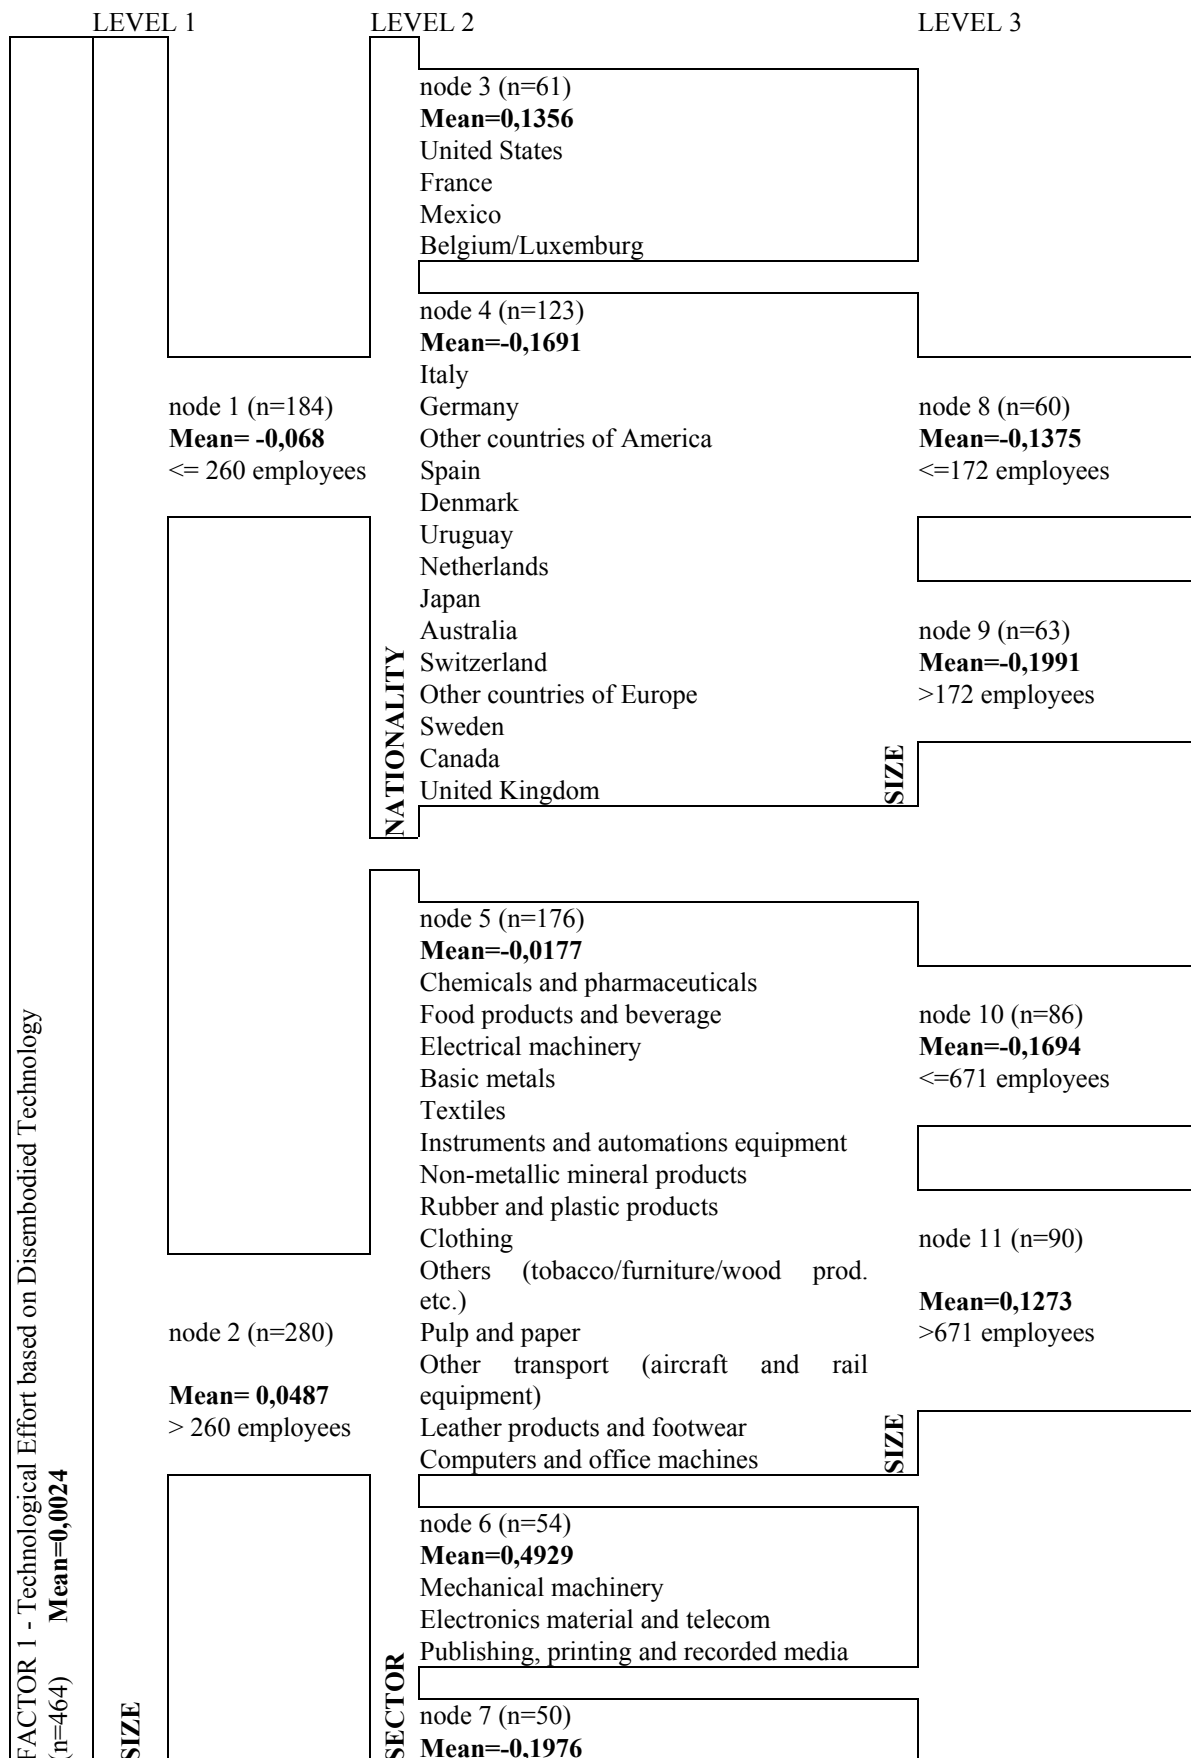 LEVEL 1 LEVEL 2 LEVEL 3
FACTOR 1 - Technological Effort based on Disembodied Technology
(n=464) Mean=0,0024
SIZE
node 1 (n=184)
Mean= -0,068
<= 260 employees
node 2 (n=280)
Mean= 0,0487
> 260 employees
NATIONALITY
node 3 (n=61)
Mean=0,1356
United States
France
Mexico
Belgium/Luxemburg
node 4 (n=123)
Mean=-0,1691
Italy
Germany
Other countries of America
Spain
Denmark
Uruguay
Netherlands
Japan
Australia
Switzerland
Other countries of Europe
Sweden
Canada
United Kingdom
SIZE
node 8 (n=60)
Mean=-0,1375
<=172 employees
node 9 (n=63)
Mean=-0,1991
>172 employees
SECTOR
node 5 (n=176)
Mean=-0,0177
Chemicals and pharmaceuticals
Food products and beverage
Electrical machinery
Basic metals
Textiles
Instruments and automations equipment
Non-metallic mineral products
Rubber and plastic products
Clothing
Others (tobacco/furniture/wood prod.
etc.)
Pulp and paper
Other transport (aircraft and rail
equipment)
Leather products and footwear
Computers and office machines
SIZE
node 10 (n=86)
Mean=-0,1694
<=671 employees
node 11 (n=90)
Mean=0,1273
>671 employees
node 6 (n=54)
Mean=0,4929
Mechanical machinery
Electronics material and telecom
Publishing, printing and recorded media
node 7 (n=50)
Mean=-0,1976